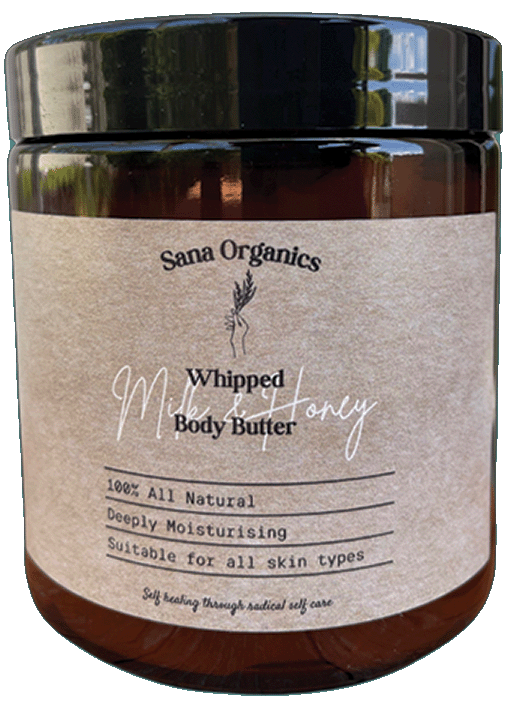 Sana Organics
Whipped
Milk & Honey
Body Butter
100% All Natural
Deeply Moisturising
Suitable for all skin types
Self healing through radical self care